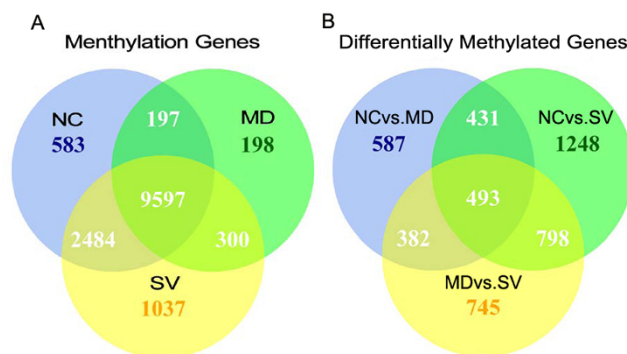 A
Menthylation Genes
NC
583
197
MD
198
9597
2484
300
SV
1037
B
Differentially Methylated Genes
NCvs.MD
587
431
NCvs.SV
1248
493
382
798
MDvs.SV
745